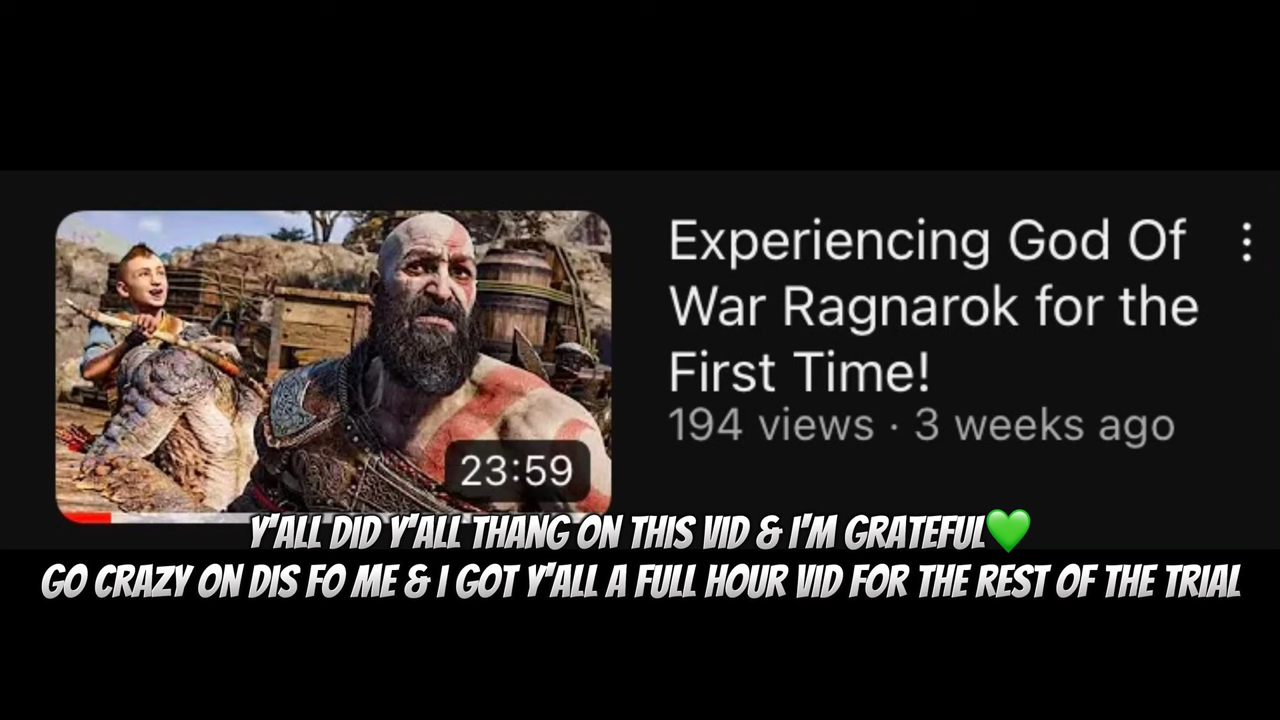 Experiencing God Of
War Ragnarok for the
First Time!
194 views · 3 weeks ago
23:59
Y'ALL DID Y'ALL THANG ON THIS VID & I'M GRATEFUL💚
GO CRAZY ON DIS FO ME & I GOT Y'ALL A FULL HOUR VID FOR THE REST OF THE TRIAL